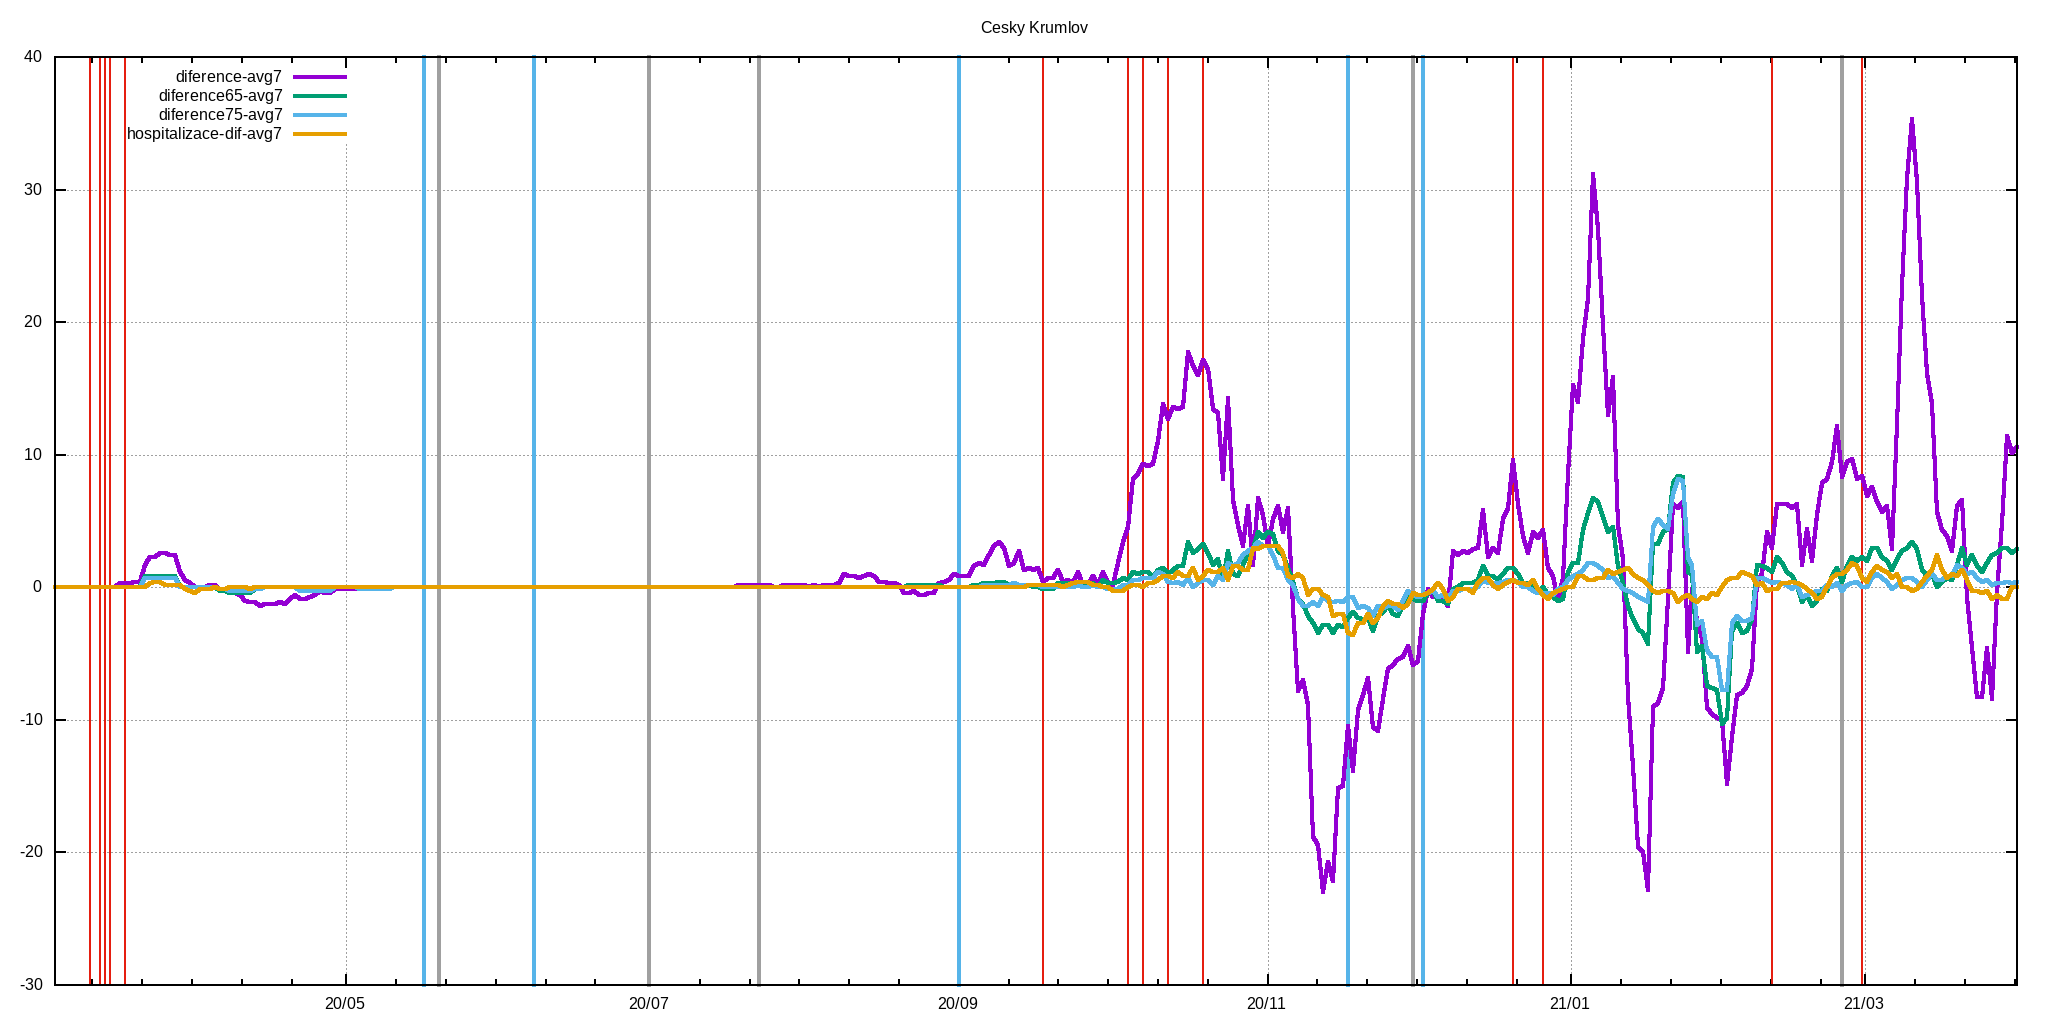 Cesky Krumlov
40
30
20
10
0
-10
-20
-30
diference-avg7
diference65-avg7
diference75-avg7
hospitalizace-dif-avg7
20/05
20/07
20/09
20/11
21/01
21/03